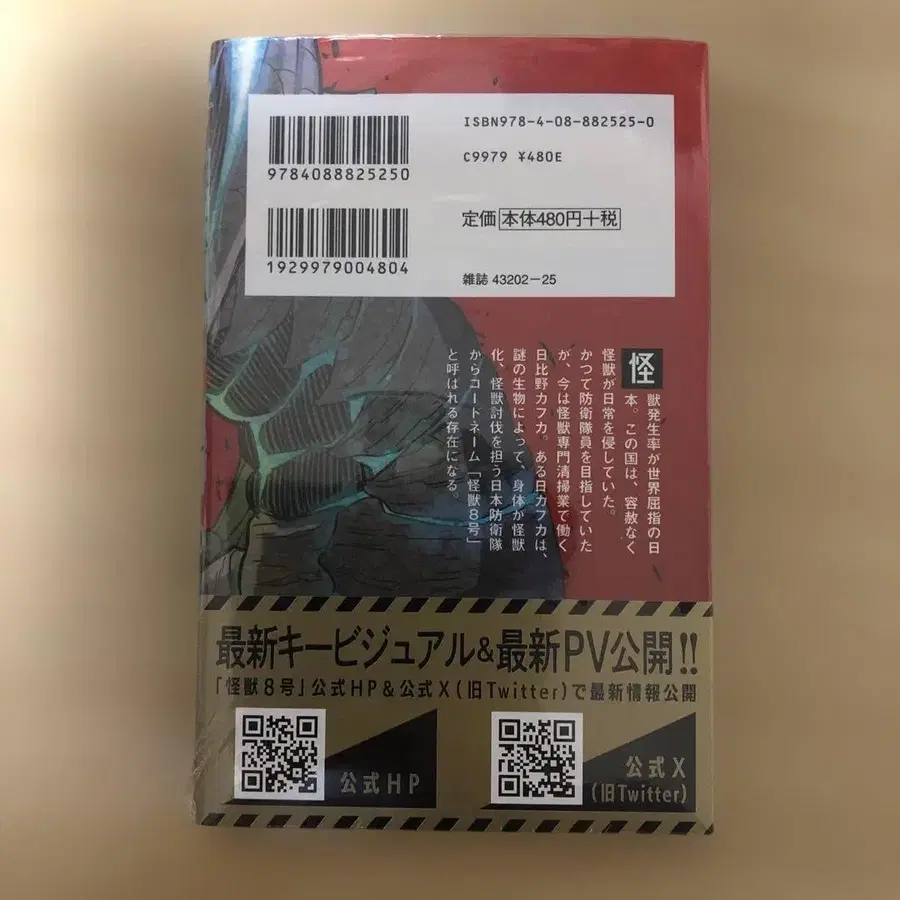 ISBN978-4-08-882525-0
9784088825250
C9979 ¥480E
定価 本体480円+税
1929979004804
雑誌 43202-25
怪獣発生率が世界屈指の日
本。この国は、容赦なく
怪獣が日常を侵していた。
かつて防衛隊員を目指していた
が、今は怪獣専門清掃業で働く
日比野カフカ。ある日カフカは、
謎の生物によって、身体が怪獣
化、怪獣討伐を担う日本防衛隊
からコードネーム「怪獣8号」
と呼ばれる存在になる。
最新キービジュアル&最新PV公開!!
「怪獣8号」公式HP&公式X(旧Twitter)で最新情報公開
公式HP
公式X
(旧Twitter)